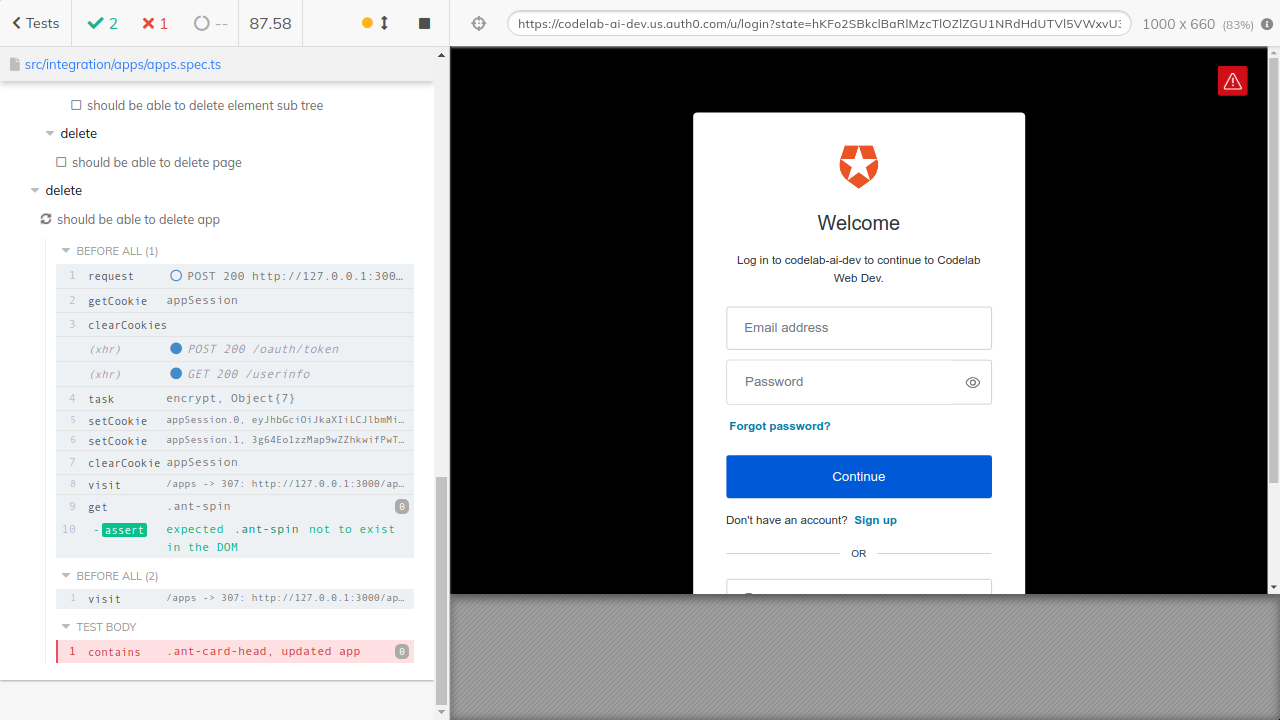 Tests
2
1
--
87.58
https://codelab-ai-dev.us.auth0.com/u/login?state=
1000 x 660 (83%)
src/integration/apps/apps.spec.ts
should be able to delete element sub tree
delete
should be able to delete page
delete
should be able to delete app
BEFORE ALL (1)
1 request POST 200 http://127.0.0.1:300…
2 getCookie appSession
3 clearCookies
(xhr) POST 200 /oauth/token
(xhr) GET 200 /userinfo
4 task encrypt, Object{7}
5 setCookie appSession.0, eyJhbGciOiJkaXIiLCJlbmMi…
6 setCookie appSession.1, 3g64Eo1zzMap9wZZhkwifPwT…
7 clearCookie appSession
8 visit /apps -> 307: http://127.0.0.1:3000/ap…
9 get .ant-spin 0
10 -assert expected .ant-spin not to exist
in the DOM
BEFORE ALL (2)
1 visit /apps -> 307: http://127.0.0.1:3000/ap…
TEST BODY
1 contains .ant-card-head, updated app 0
Welcome
Log in to codelab-ai-dev to continue to Codelab
Web Dev.
Email address
Password
Forgot password?
Continue
Don't have an account? Sign up
OR